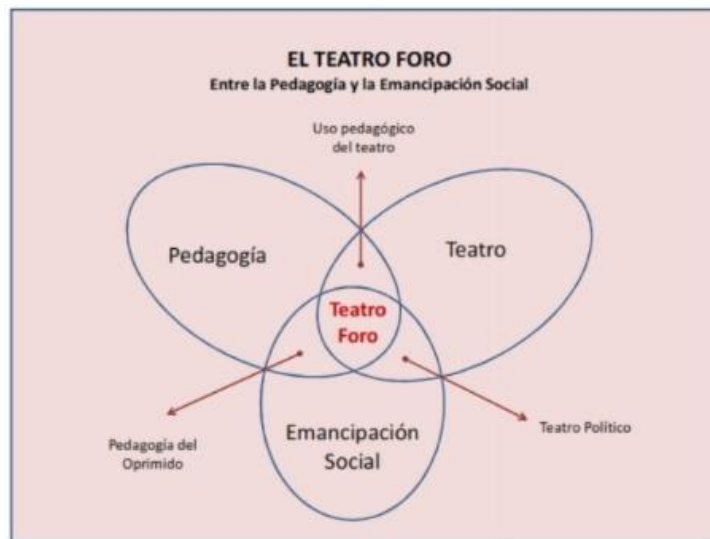 EL TEATRO FORO
Entre la Pedagogía y la Emancipación Social
Uso pedagógico
del teatro
Pedagogía
Teatro
Teatro
Foro
Emancipación
Social
Pedagogía del
Oprimido
Teatro Político